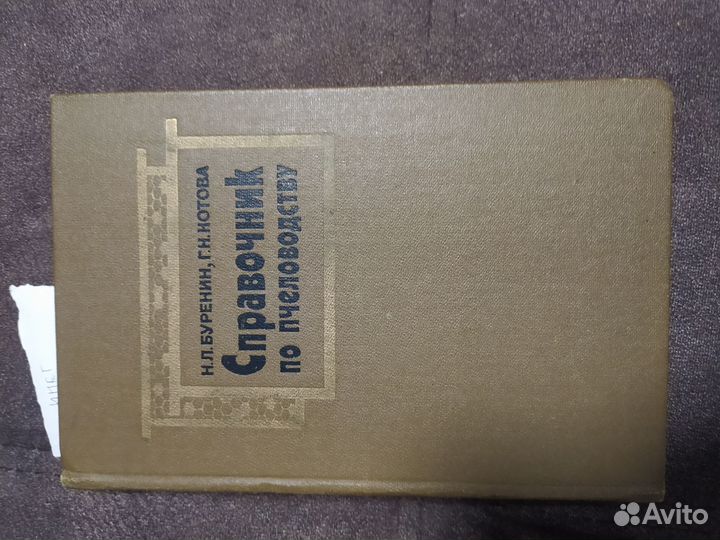 Н.Л. БУРЕНИН, Г.Н. КОТОВА
Справочник
по пчеловодству
Avito